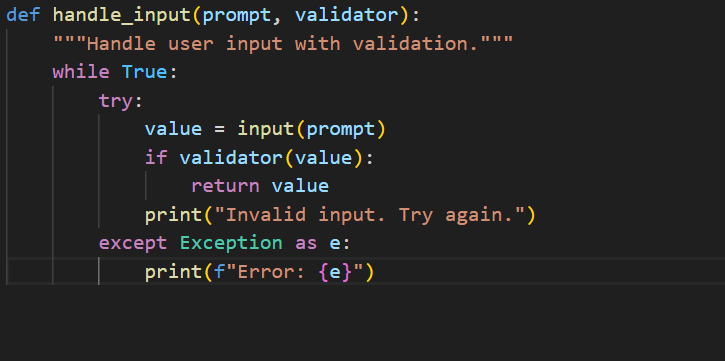 def handle_input(prompt, validator):
    """Handle user input with validation."""
    while True:
        try:
            value = input(prompt)
            if validator(value):
                return value
            print("Invalid input. Try again.")
        except Exception as e:
            print(f"Error: {e}")